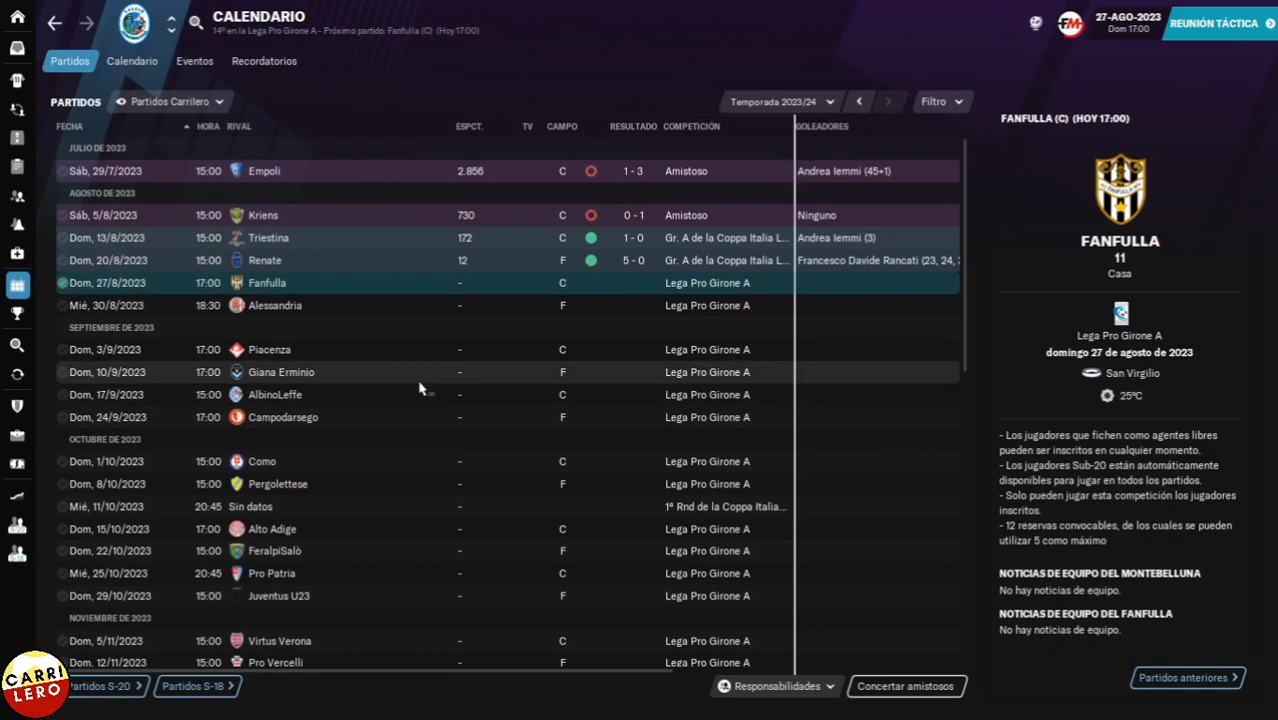 CALENDARIO
14º en la Lega Pro Girone A - Próximo partido: Fanfulla (C) (Hoy 17:00)
27-AGO-2023
Dom 17:00
REUNIÓN TÁCTICA
Partidos Calendario Eventos Recordatorios
PARTIDOS Partidos Carrilero Temporada 2023/24 Filtro
FECHA HORA RIVAL ESPCT. TV CAMPO RESULTADO COMPETICIÓN GOLEADORES
JULIO DE 2023
Sáb, 29/7/2023 15:00 Empoli 2.856 C 1 - 3 Amistoso Andrea Iemmi (45+1)
AGOSTO DE 2023
Sáb, 5/8/2023 15:00 Kriens 730 C 0 - 1 Amistoso Ninguno
Dom, 13/8/2023 15:00 Triestina 172 C 1 - 0 Gr. A de la Coppa Italia L... Andrea Iemmi (3)
Dom, 20/8/2023 15:00 Renate 12 F 5 - 0 Gr. A de la Coppa Italia L... Francesco Davide Rancati (23, 24,
Dom, 27/8/2023 17:00 Fanfulla - C Lega Pro Girone A
Mié, 30/8/2023 18:30 Alessandria - F Lega Pro Girone A
SEPTIEMBRE DE 2023
Dom, 3/9/2023 17:00 Piacenza - C Lega Pro Girone A
Dom, 10/9/2023 17:00 Giana Erminio - F Lega Pro Girone A
Dom, 17/9/2023 15:00 AlbinoLeffe - C Lega Pro Girone A
Dom, 24/9/2023 17:00 Campodarsego - F Lega Pro Girone A
OCTUBRE DE 2023
Dom, 1/10/2023 15:00 Como - C Lega Pro Girone A
Dom, 8/10/2023 15:00 Pergolettese - F Lega Pro Girone A
Mié, 11/10/2023 20:45 Sin datos - 1ª Rnd de la Coppa Italia...
Dom, 15/10/2023 17:00 Alto Adige - C Lega Pro Girone A
Dom, 22/10/2023 15:00 FeralpiSalò - F Lega Pro Girone A
Mié, 25/10/2023 20:45 Pro Patria - C Lega Pro Girone A
Dom, 29/10/2023 15:00 Juventus U23 - F Lega Pro Girone A
NOVIEMBRE DE 2023
Dom, 5/11/2023 15:00 Virtus Verona - C Lega Pro Girone A
Dom, 12/11/2023 15:00 Pro Vercelli - F Lega Pro Girone A
Partidos S-20 Partidos S-18 Responsabilidades Concertar amistosos
FANFULLA (C) (HOY 17:00)
FANFULLA
11
Casa
Lega Pro Girone A
domingo 27 de agosto de 2023
San Virgilio
25ºC
- Los jugadores que fichen como agentes libres
pueden ser inscritos en cualquier momento.
- Los jugadores Sub-20 están automáticamente
disponibles para jugar en todos los partidos.
- Solo pueden jugar esta competición los jugadores
inscritos.
- 12 reservas convocables, de los cuales se pueden
utilizar 5 como máximo
NOTICIAS DE EQUIPO DEL MONTEBELLUNA
No hay noticias de equipo.
NOTICIAS DE EQUIPO DEL FANFULLA
No hay noticias de equipo.
Partidos anteriores
CARRI
LERO